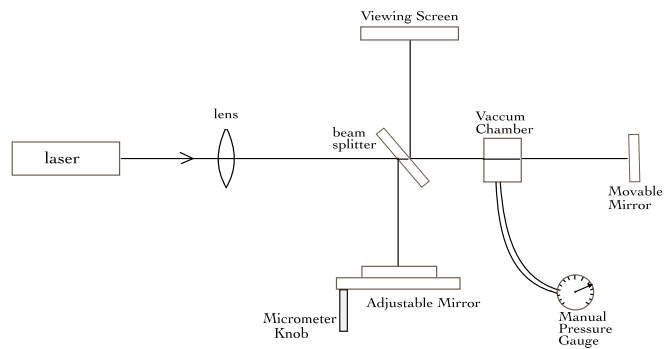 Viewing Screen
lens
beam
splitter
Vaccum
Chamber
laser
Movable
Mirror
Adjustable Mirror
Micrometer
Knob
Manual
Pressure
Gauge